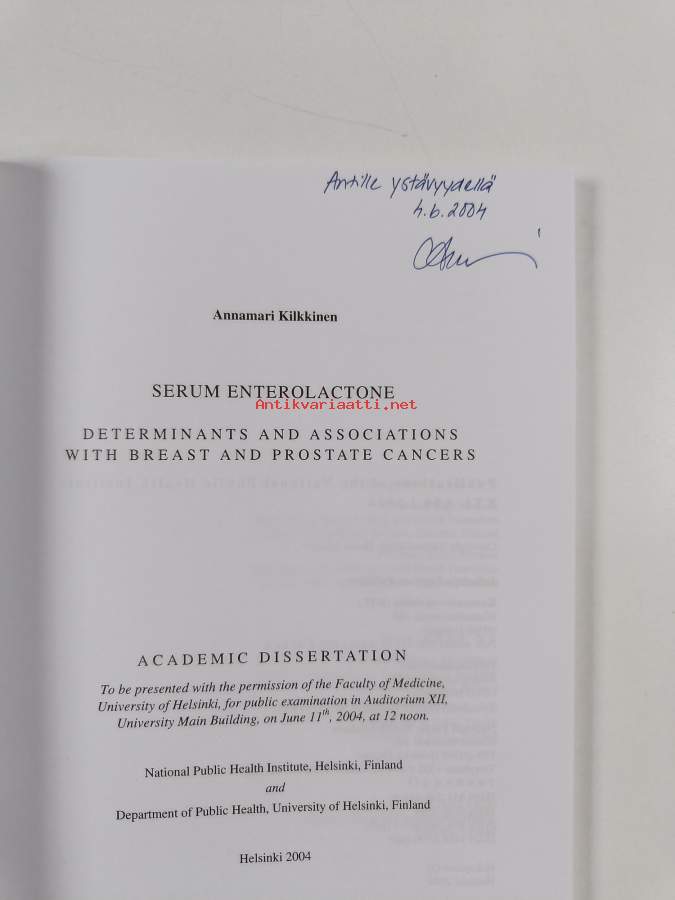 Antille ystävyydellä
4.6.2004
Annamari Kilkkinen
SERUM ENTEROLACTONE
Antikvariaatti.net
DETERMINANTS AND ASSOCIATIONS
WITH BREAST AND PROSTATE CANCERS
ACADEMIC DISSERTATION
To be presented with the permission of the Faculty of Medicine,
University of Helsinki, for public examination in Auditorium XII,
University Main Building, on June 11th, 2004, at 12 noon.
National Public Health Institute, Helsinki, Finland
and
Department of Public Health, University of Helsinki, Finland
Helsinki 2004